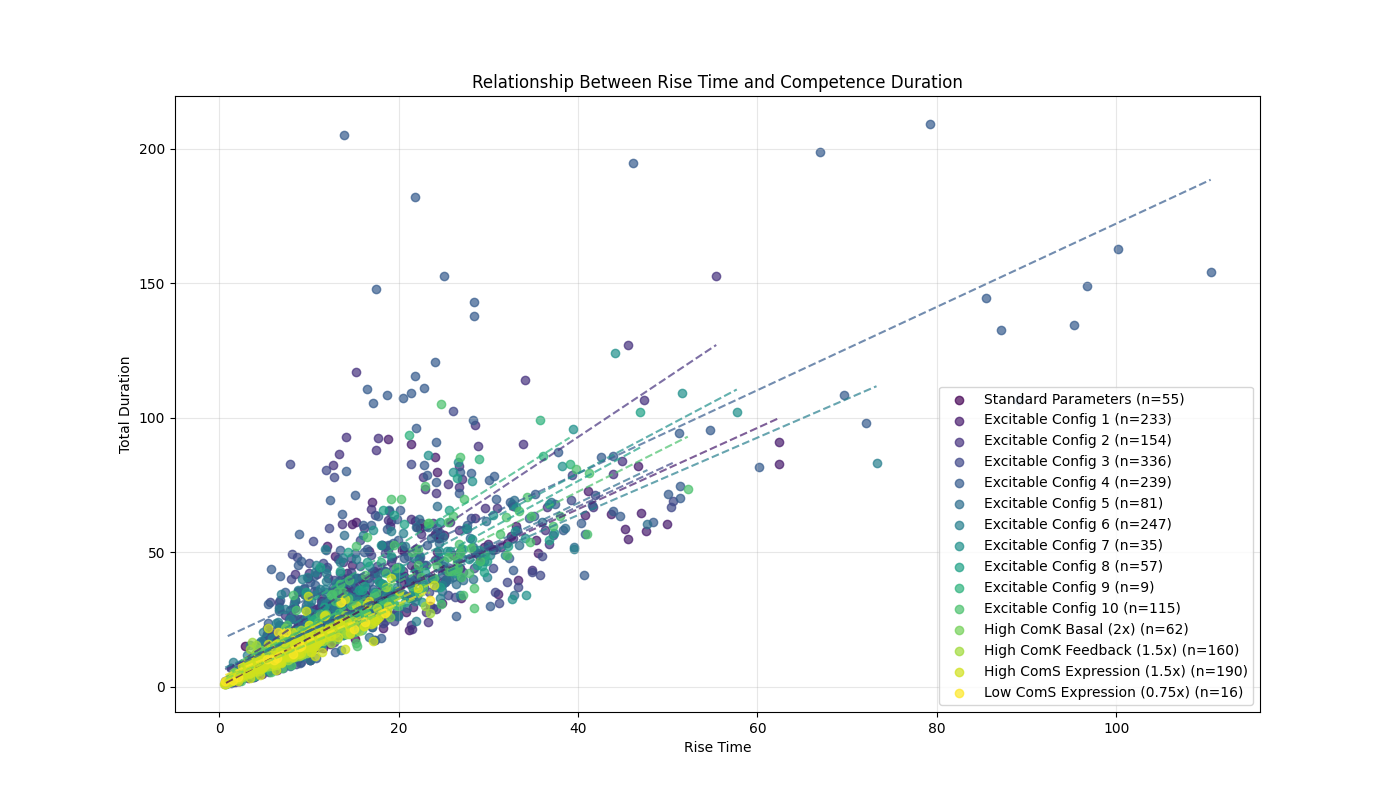 Relationship Between Rise Time and Competence Duration
200
150
100
50
0
Total Duration
0 20 40 60 80 100
Rise Time
Standard Parameters (n=55)
Excitable Config 1 (n=233)
Excitable Config 2 (n=154)
Excitable Config 3 (n=336)
Excitable Config 4 (n=239)
Excitable Config 5 (n=81)
Excitable Config 6 (n=247)
Excitable Config 7 (n=35)
Excitable Config 8 (n=57)
Excitable Config 9 (n=9)
Excitable Config 10 (n=115)
High ComK Basal (2x) (n=62)
High ComK Feedback (1.5x) (n=160)
High ComS Expression (1.5x) (n=190)
Low ComS Expression (0.75x) (n=16)